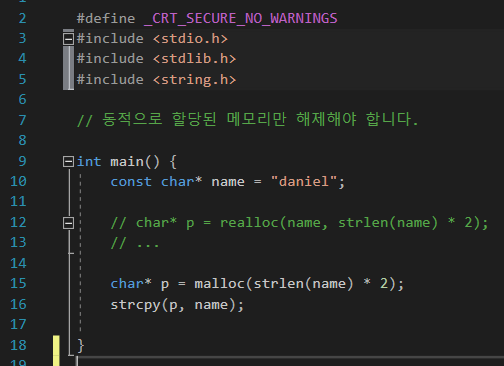 2 #define _CRT_SECURE_NO_WARNINGS
3 #include <stdio.h>
4 #include <stdlib.h>
5 #include <string.h>
6
7 // 동적으로 할당된 메모리만 해제해야 합니다.
8
9 int main() {
10 const char* name = "daniel";
11
12 // char* p = realloc(name, strlen(name) * 2);
13 // ...
14
15 char* p = malloc(strlen(name) * 2);
16 strcpy(p, name);
17
18 }
19